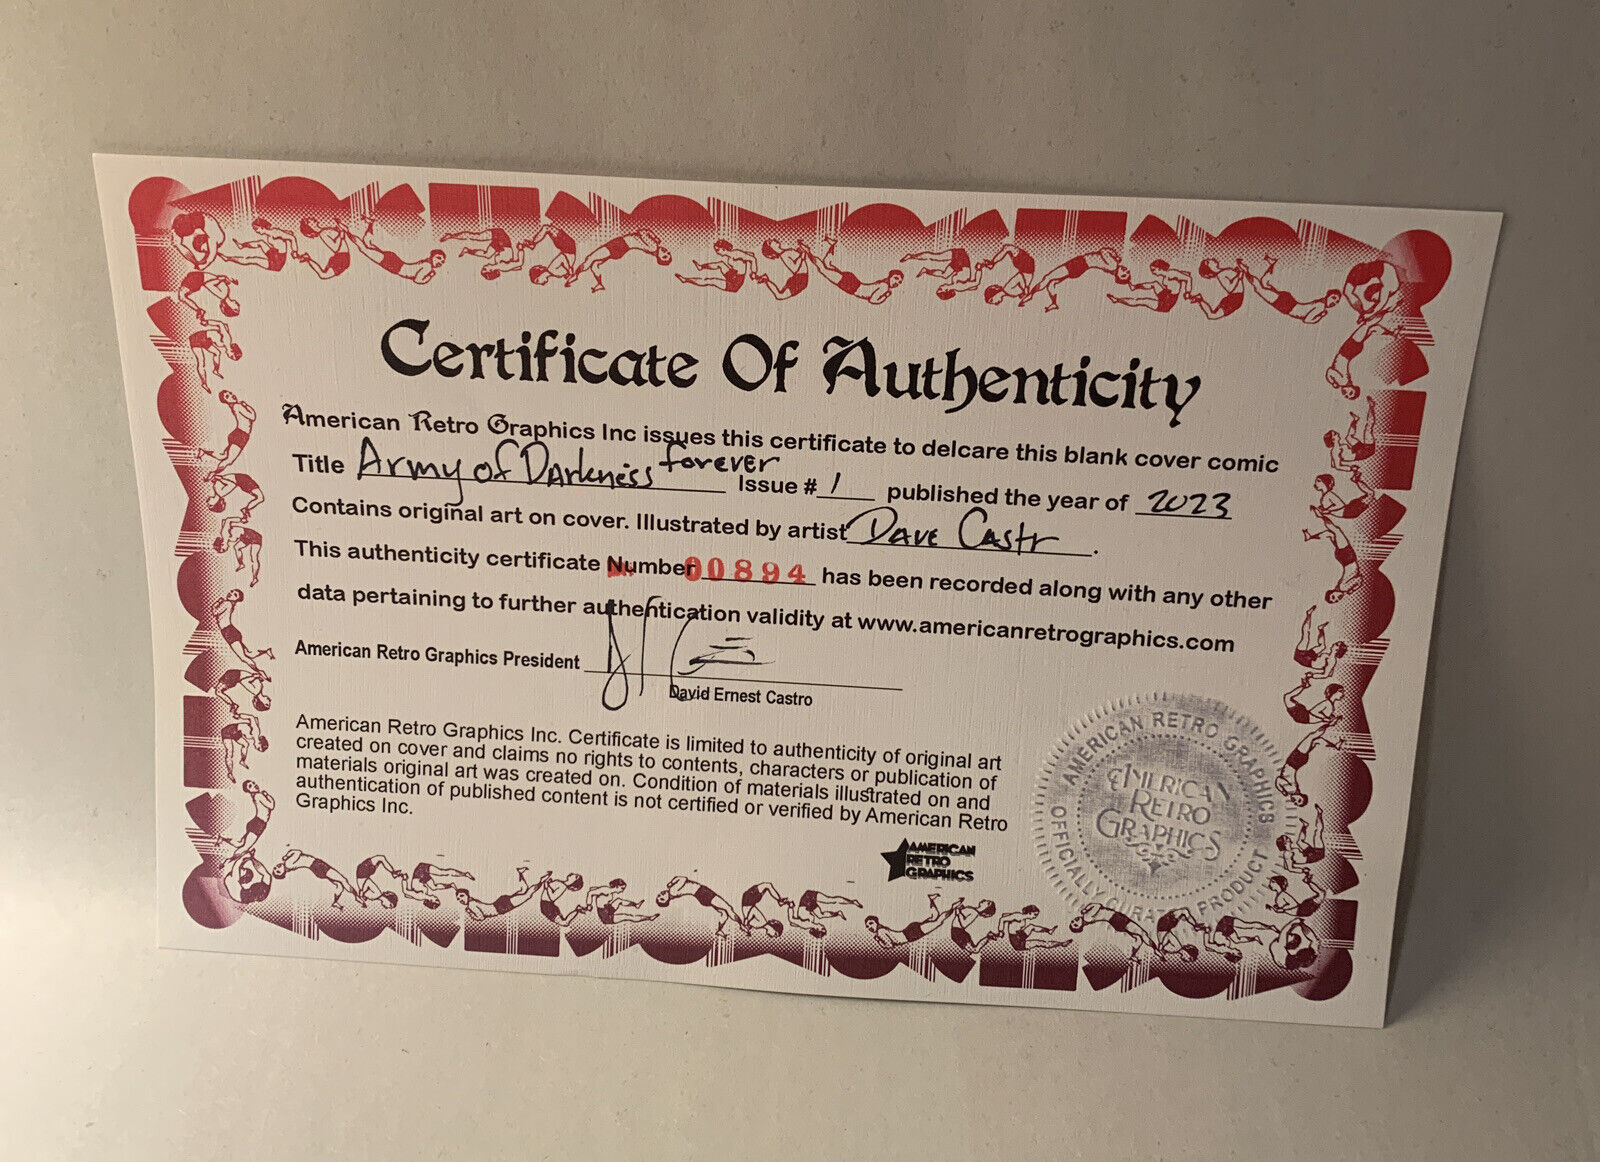 Certificate Of Authenticity
American Retro Graphics Inc issues this certificate to delcare this blank cover comic
Title Army of Darkness forever Issue # 1 published the year of 2023
Contains original art on cover. Illustrated by artist Dave Castr.
This authenticity certificate Number 00894 has been recorded along with any other
data pertaining to further authentication validity at www.americanretrographics.com
American Retro Graphics President
David Ernest Castro
American Retro Graphics Inc. Certificate is limited to authenticity of original art
created on cover and claims no rights to contents, characters or publication of
materials original art was created on. Condition of materials illustrated on and
authentication of published content is not certified or verified by American Retro
Graphics Inc.
AMERICAN
RETRO
GRAPHICS
AMERICAN RETRO GRAPHICS
AMERICAN
RETRO
GRAPHICS
OFFICIALLY CURATED PRODUCT